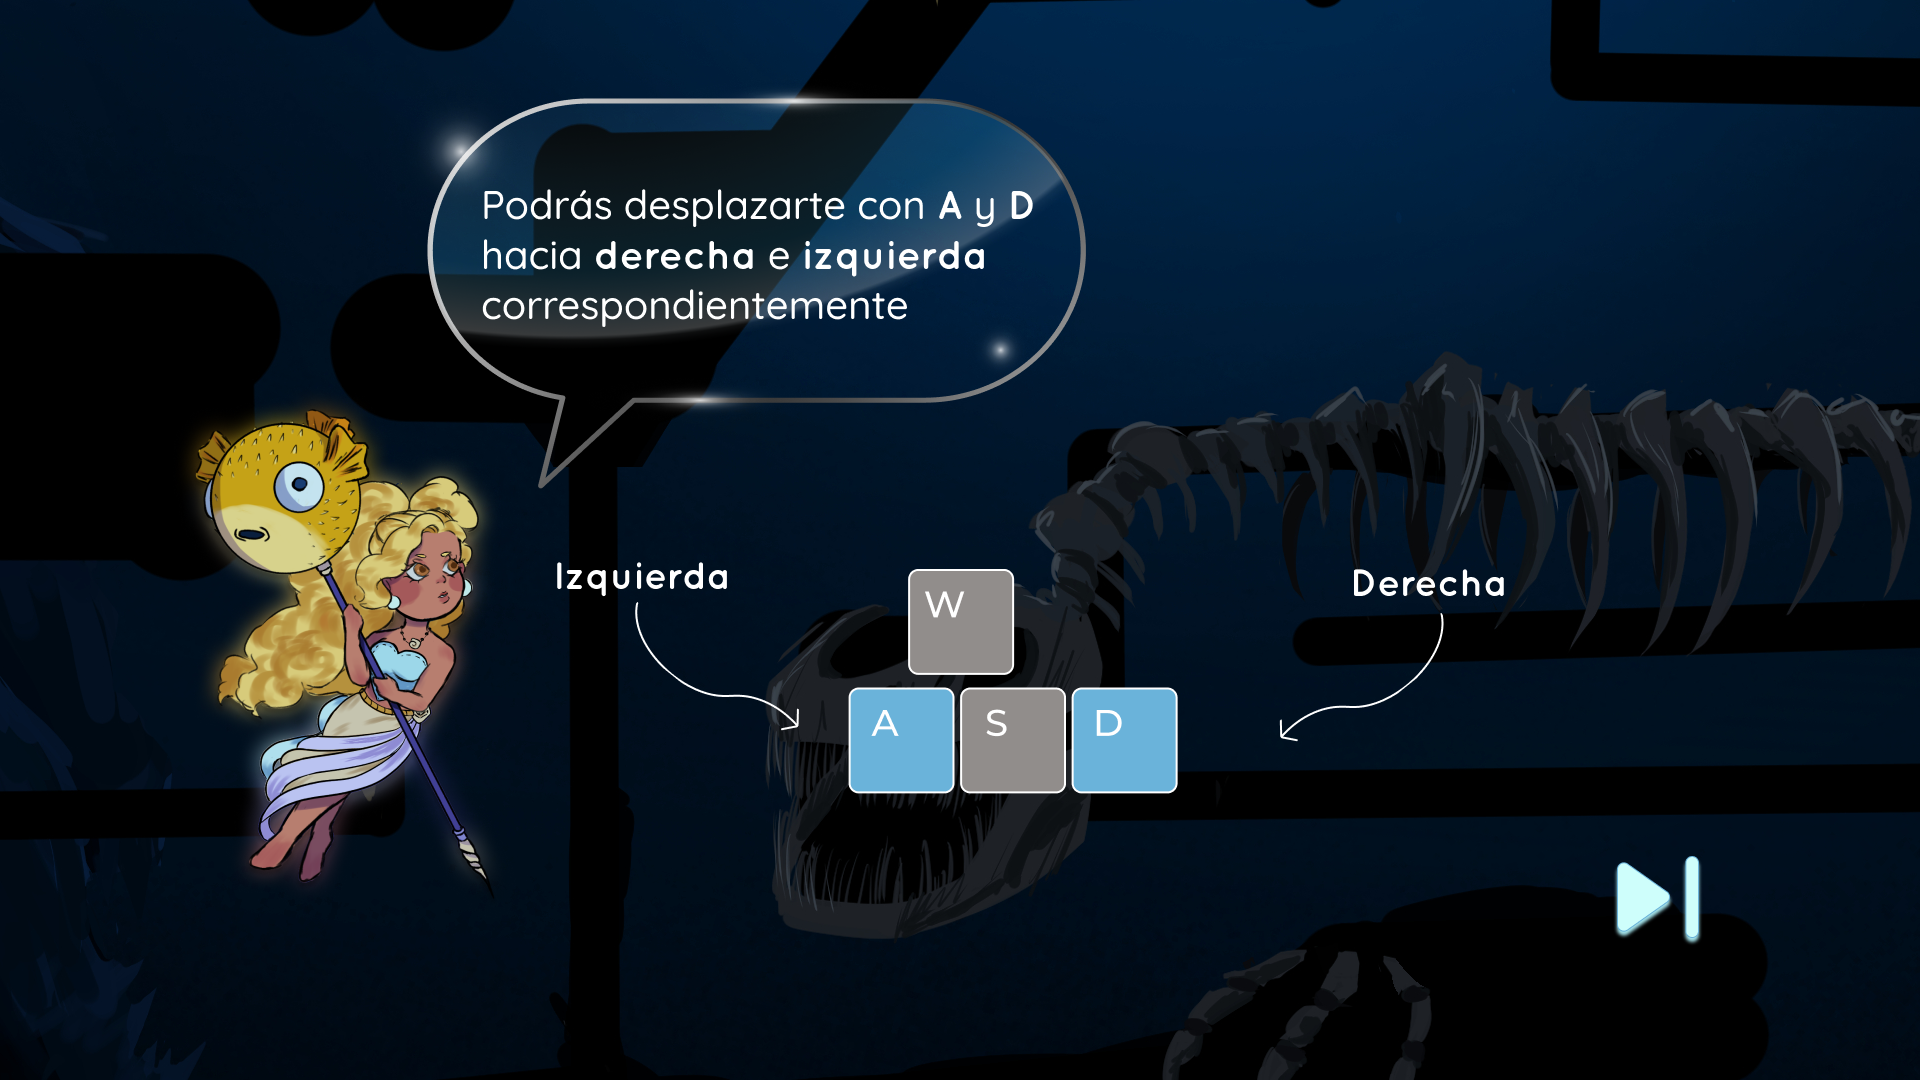 Podrás desplazarte con A y D
hacia derecha e izquierda
correspondientemente
Izquierda
Derecha
W
A S D